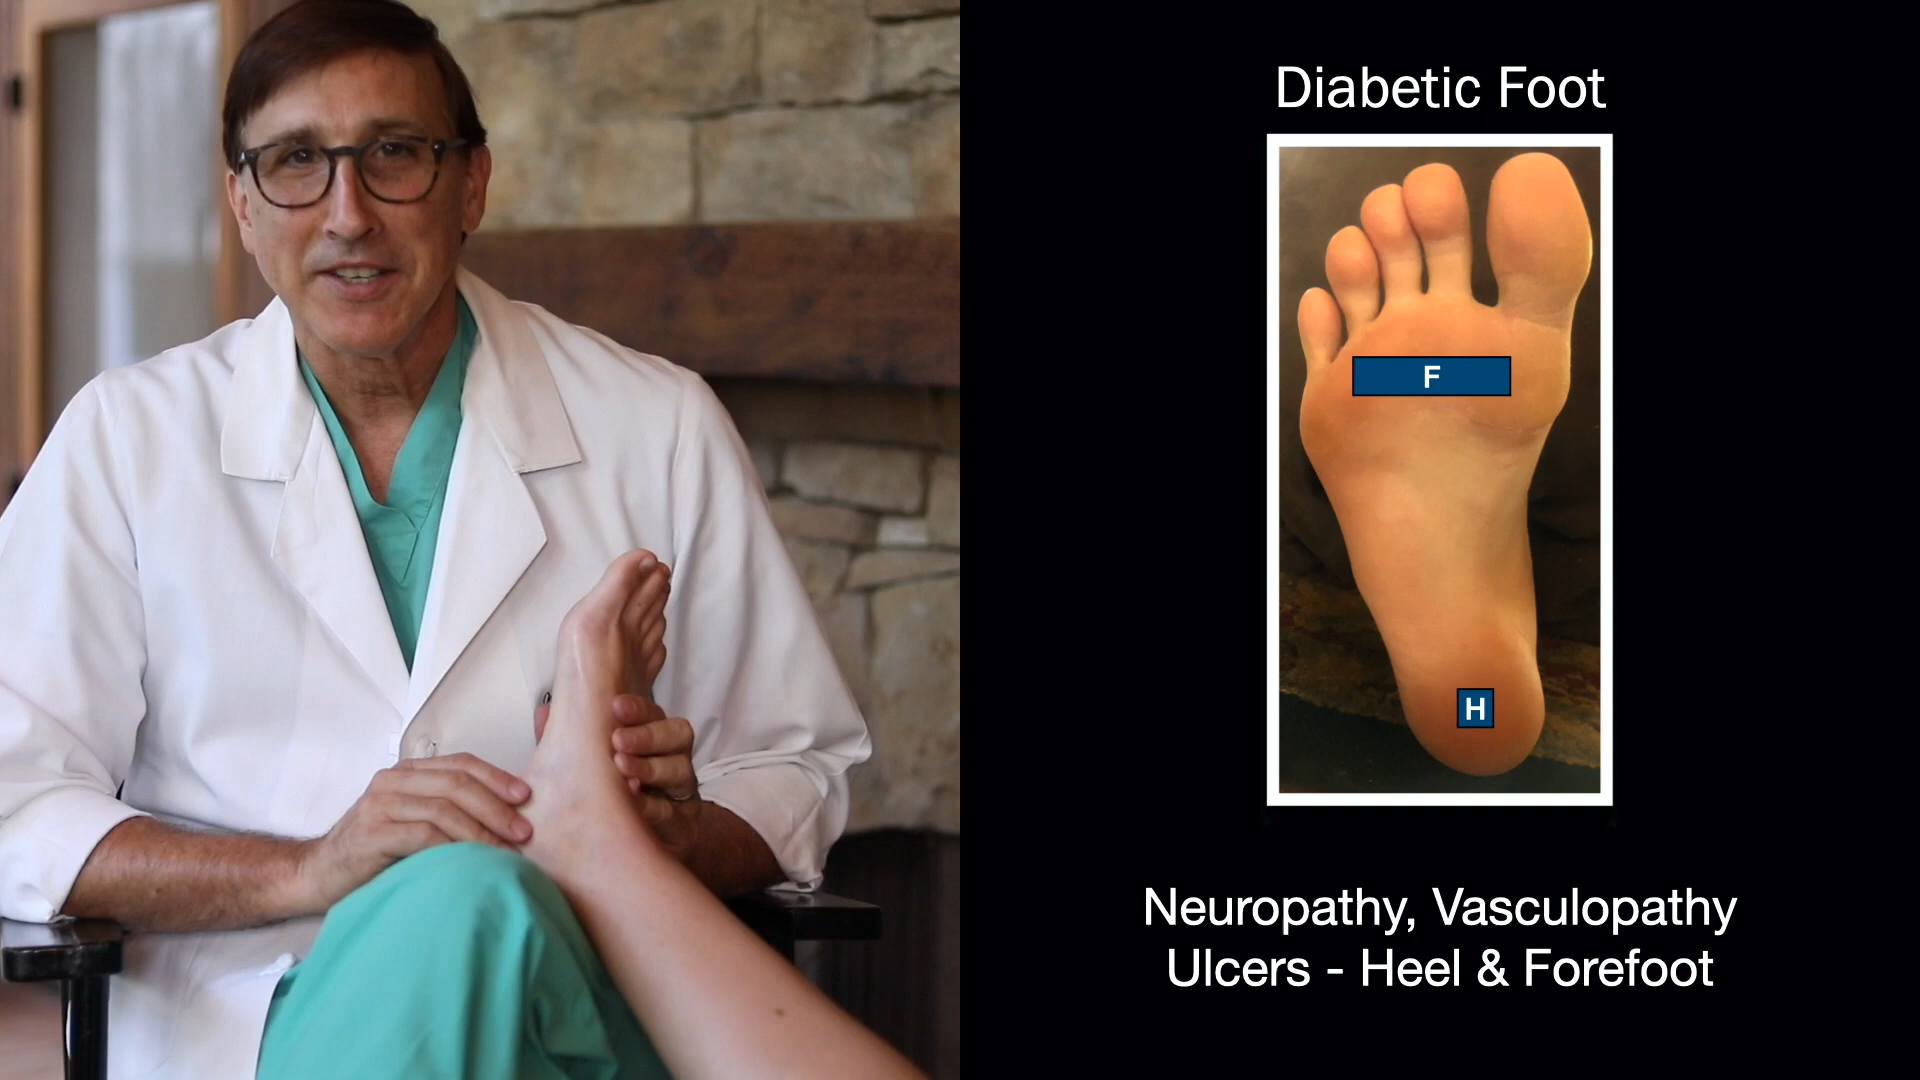 Diabetic Foot
F
H
Neuropathy, Vasculopathy
Ulcers - Heel & Forefoot